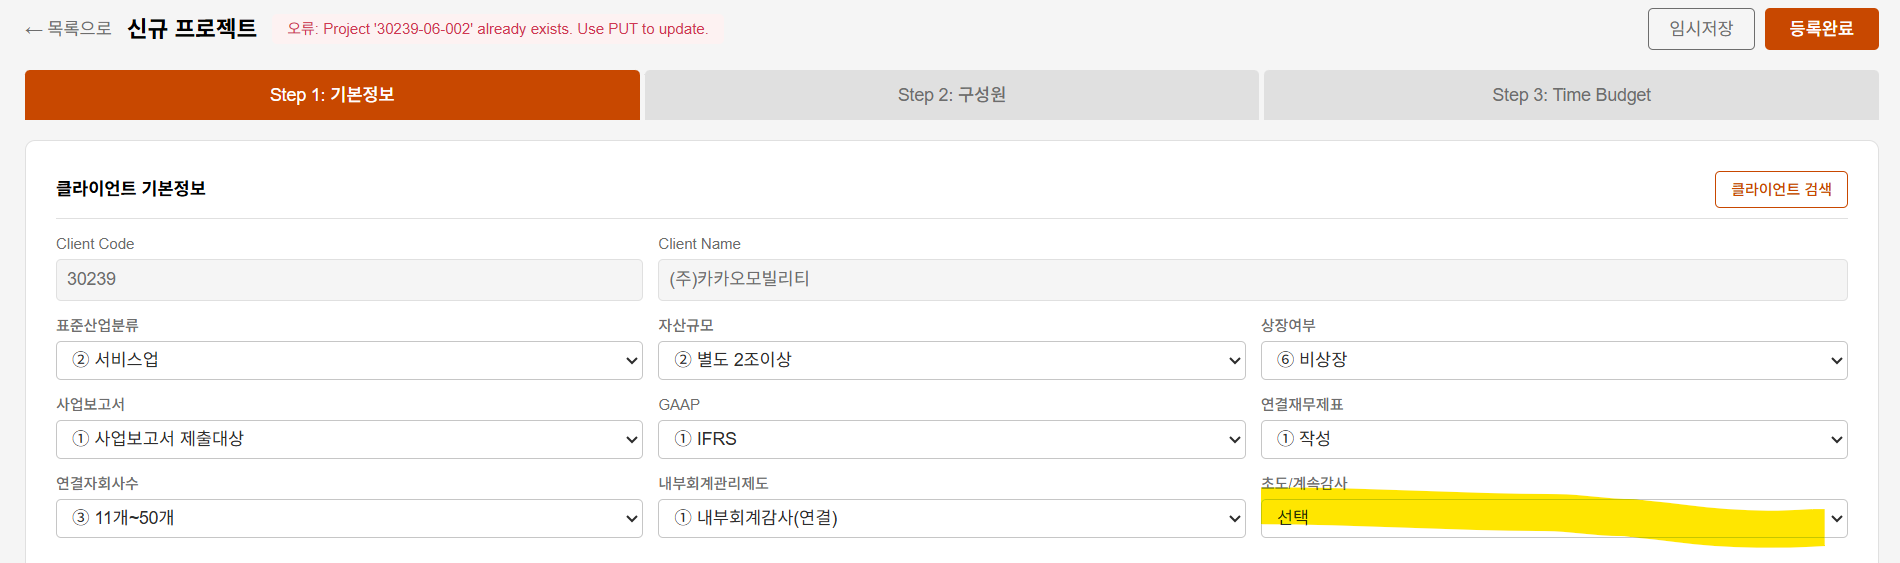 ← 목록으로 신규 프로젝트 오류: Project '30239-06-002' already exists. Use PUT to update. 임시저장 등록완료
Step 1: 기본정보 Step 2: 구성원 Step 3: Time Budget
클라이언트 기본정보 클라이언트 검색
Client Code Client Name
30239 (주)카카오모빌리티
표준산업분류 자산규모 상장여부
② 서비스업 ② 별도 2조이상 ⑥ 비상장
사업보고서 GAAP 연결재무제표
① 사업보고서 제출대상 ① IFRS ① 작성
연결자회사수 내부회계관리제도 초도/계속감사
③ 11개~50개 ① 내부회계감사(연결) 선택